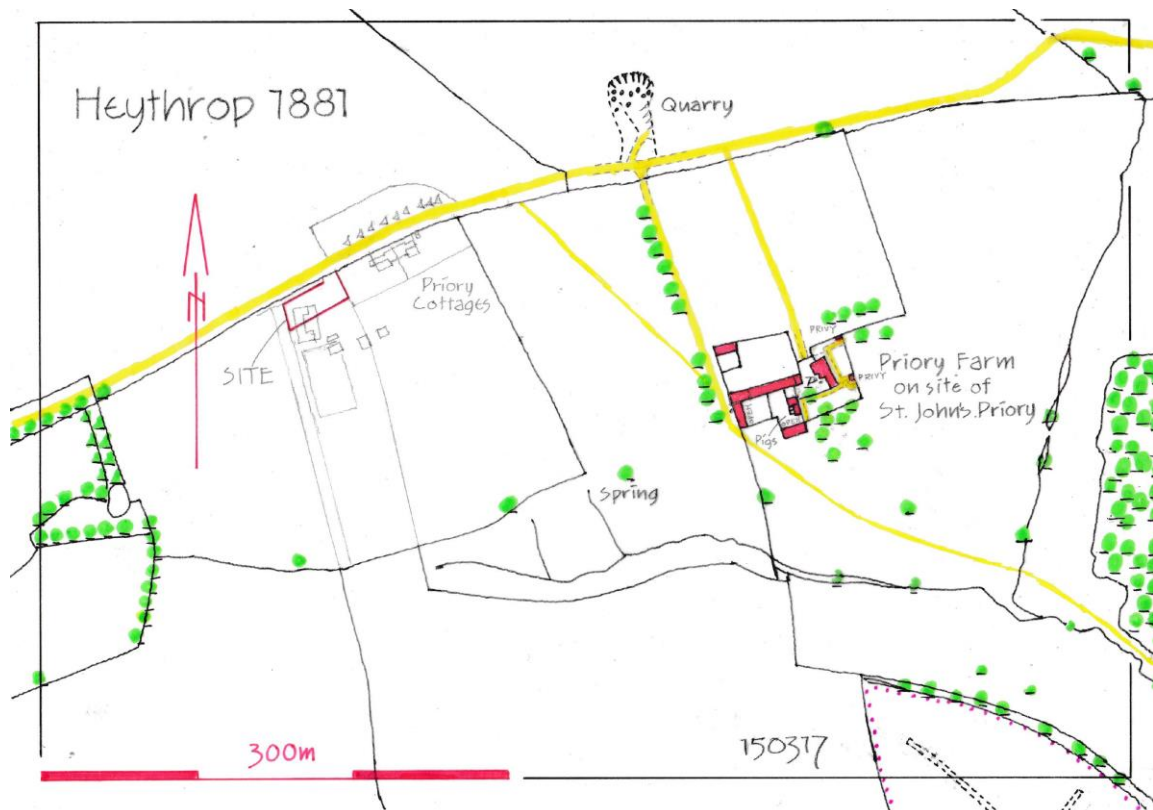 Heythrop 1881
Quarry
Priory
Cottages
SITE
PRIVY
Priory Farm
on site of
St. John's Priory
PRIVY
Pigs
Spring
N
300m
150317